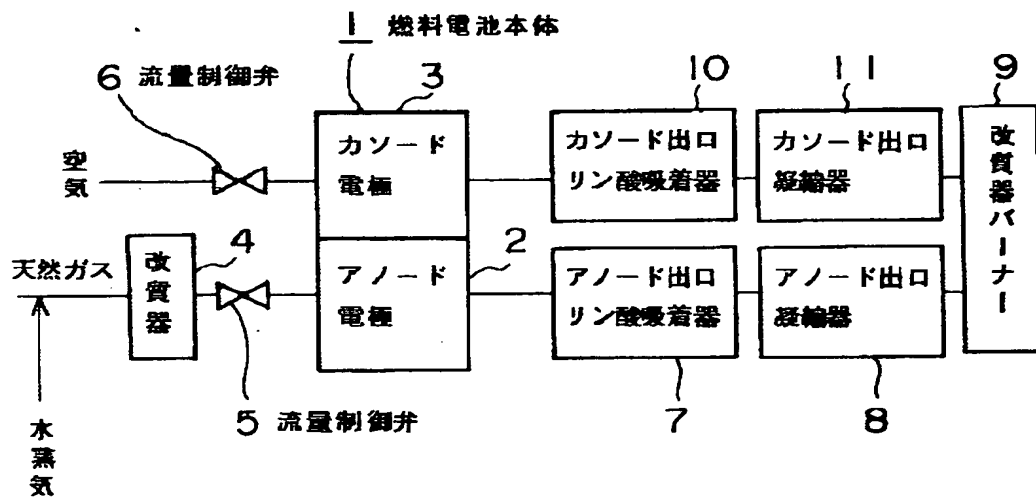 1 燃料電池本体
6 流量制御弁
3
10
11
9
空気
カソード
電極
カソード出口
リン酸吸着器
カソード出口
凝縮器
改質器バーナー
天然ガス
4
改質器
2
アノード
電極
アノード出口
リン酸吸着器
アノード出口
凝縮器
5 流量制御弁
7
8
水蒸気